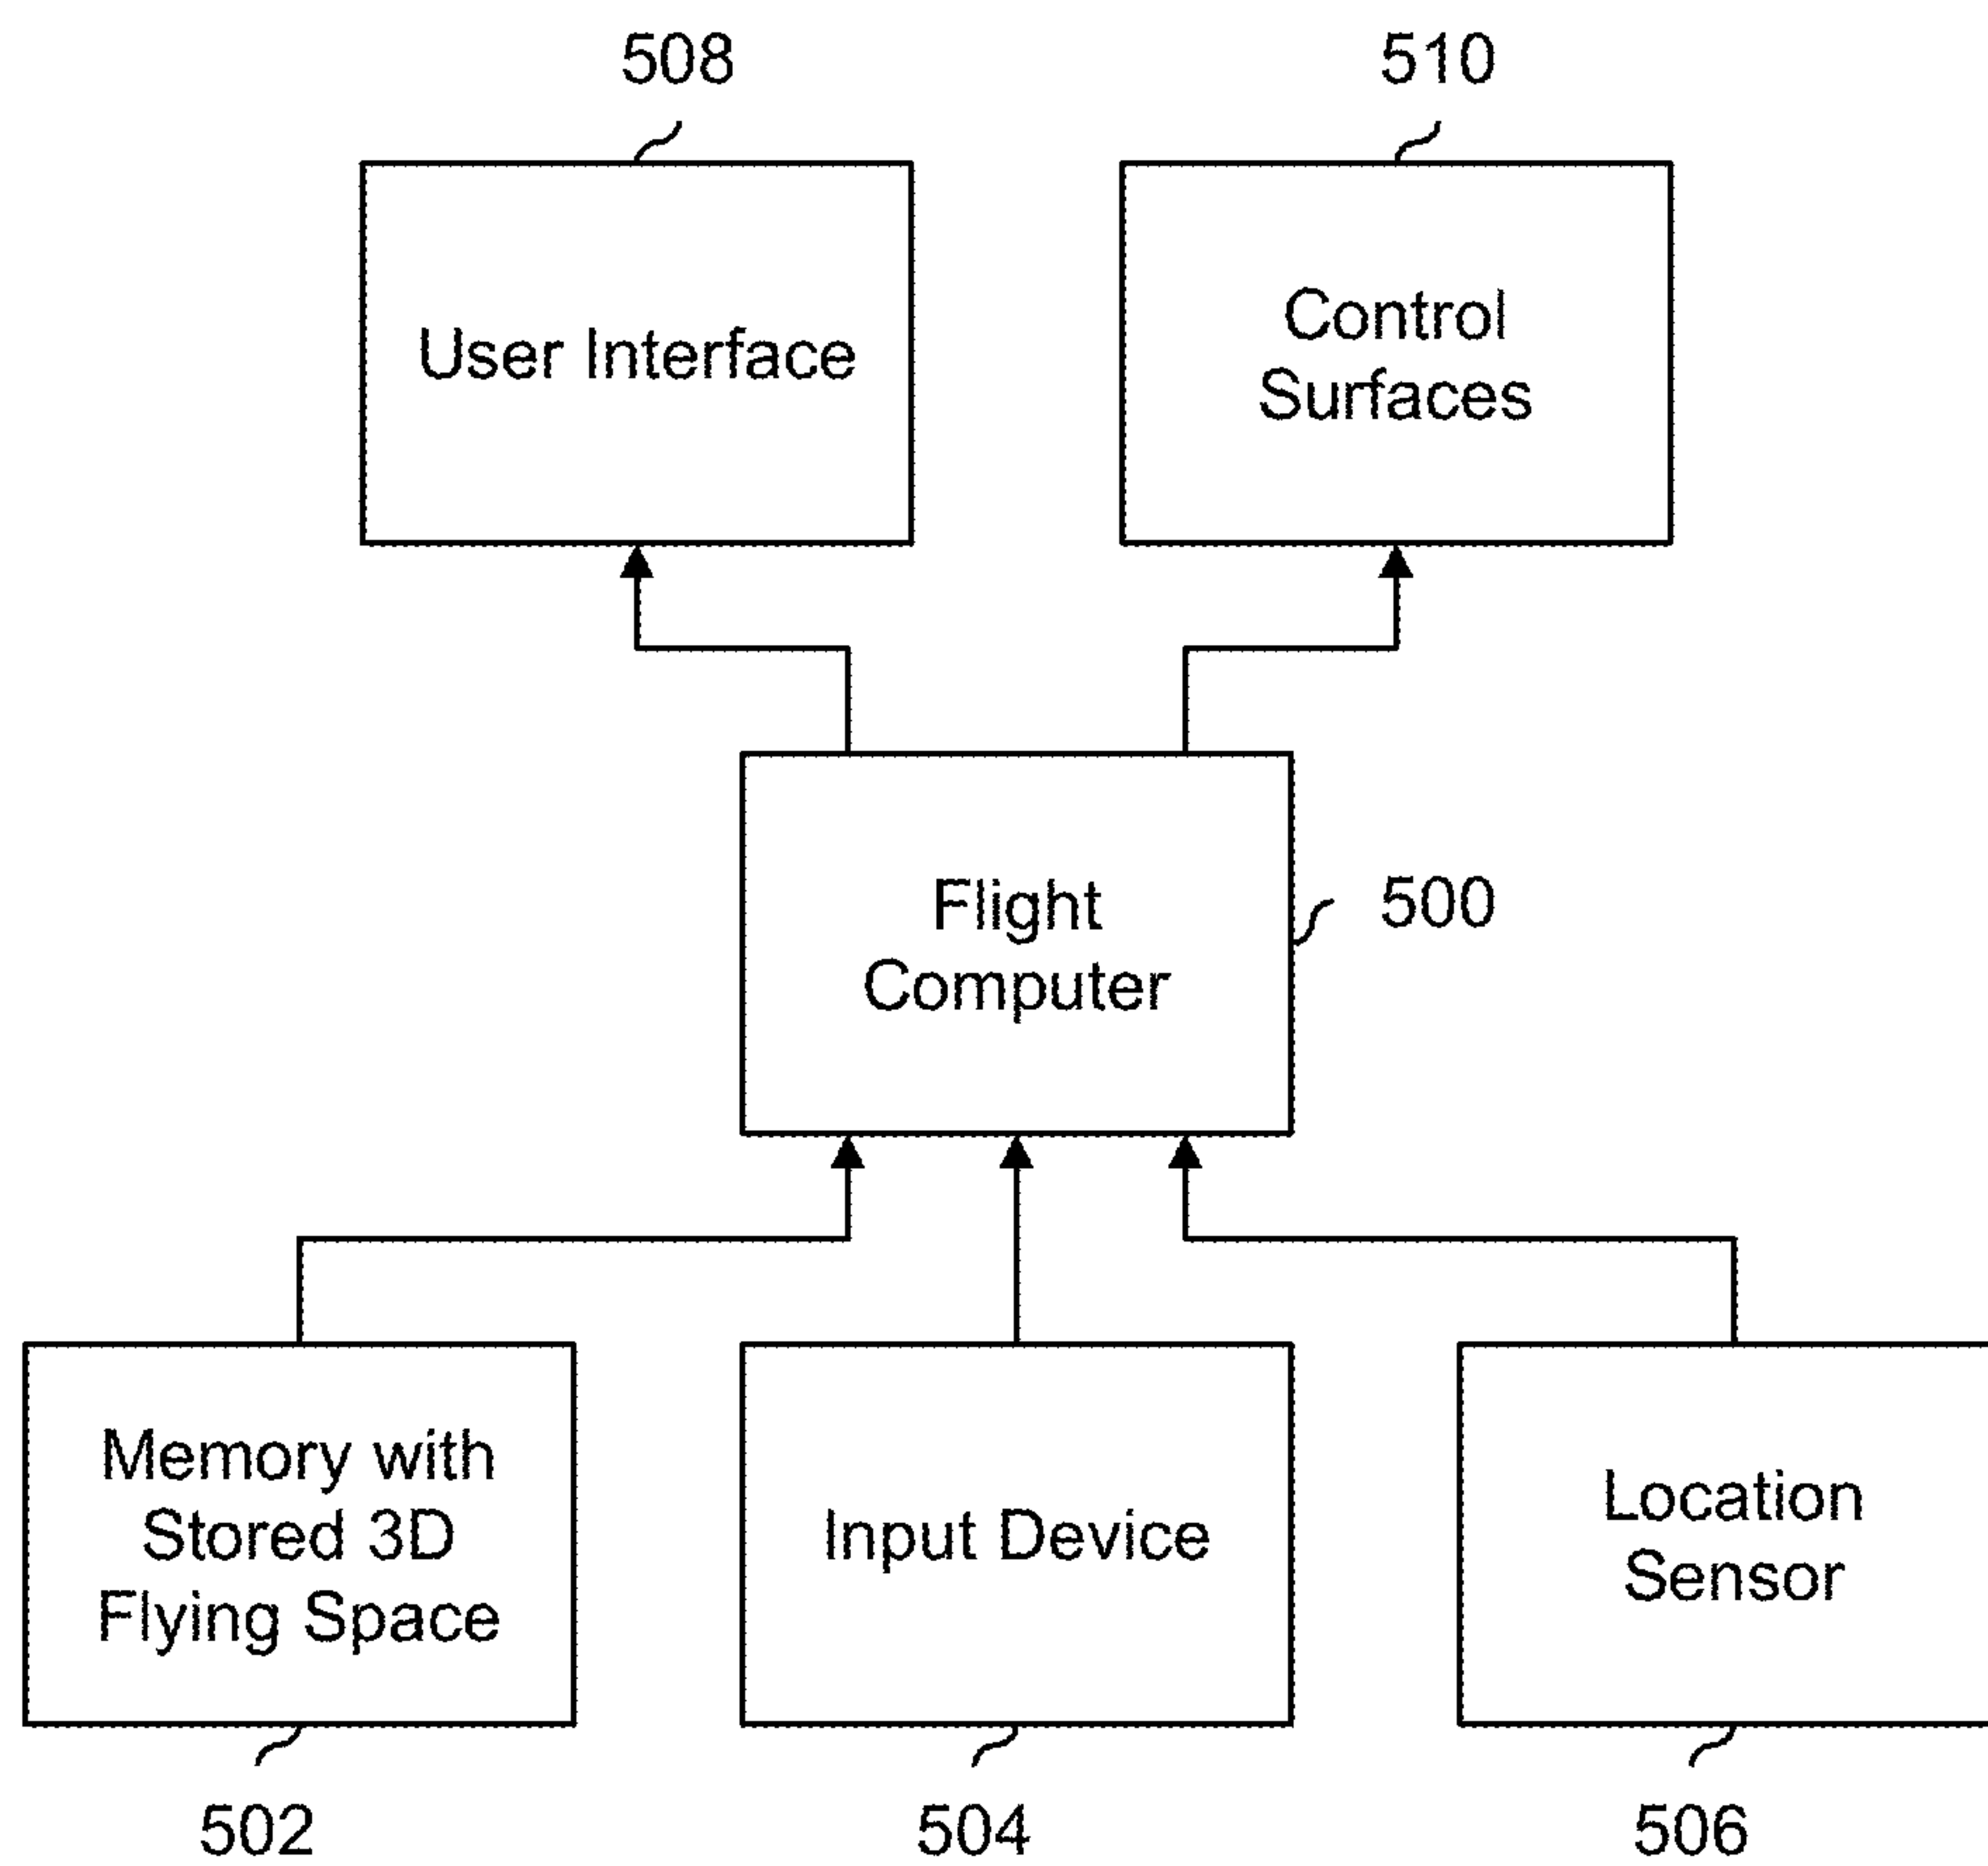 508
510
User Interface
Control
Surfaces
Flight
Computer
500
Memory with
Stored 3D
Flying Space
Input Device
Location
Sensor
502
504
506